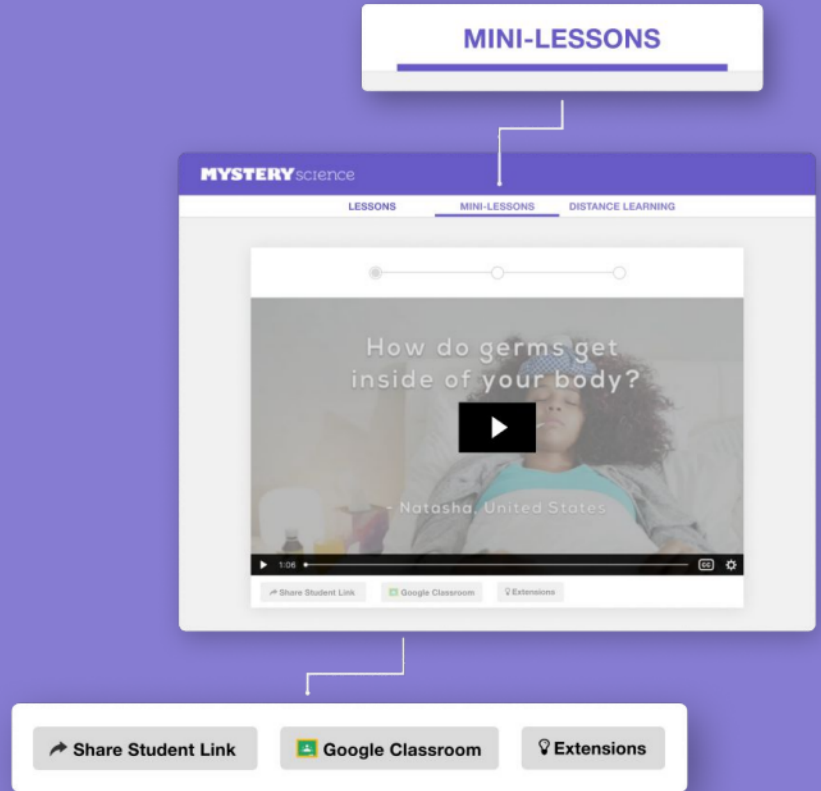 MINI-LESSONS
MYSTERY science
LESSONS MINI-LESSONS DISTANCE LEARNING
How do germs get
inside of your body?
- Natasha, United States
1:06 CC
Share Student Link Google Classroom Extensions
Share Student Link Google Classroom Extensions